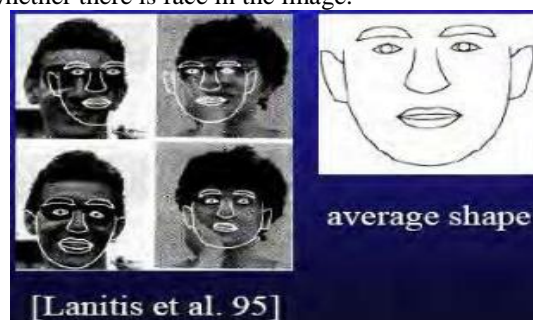 whether there is face in the image.
average shape
[Lanitis et al. 95]